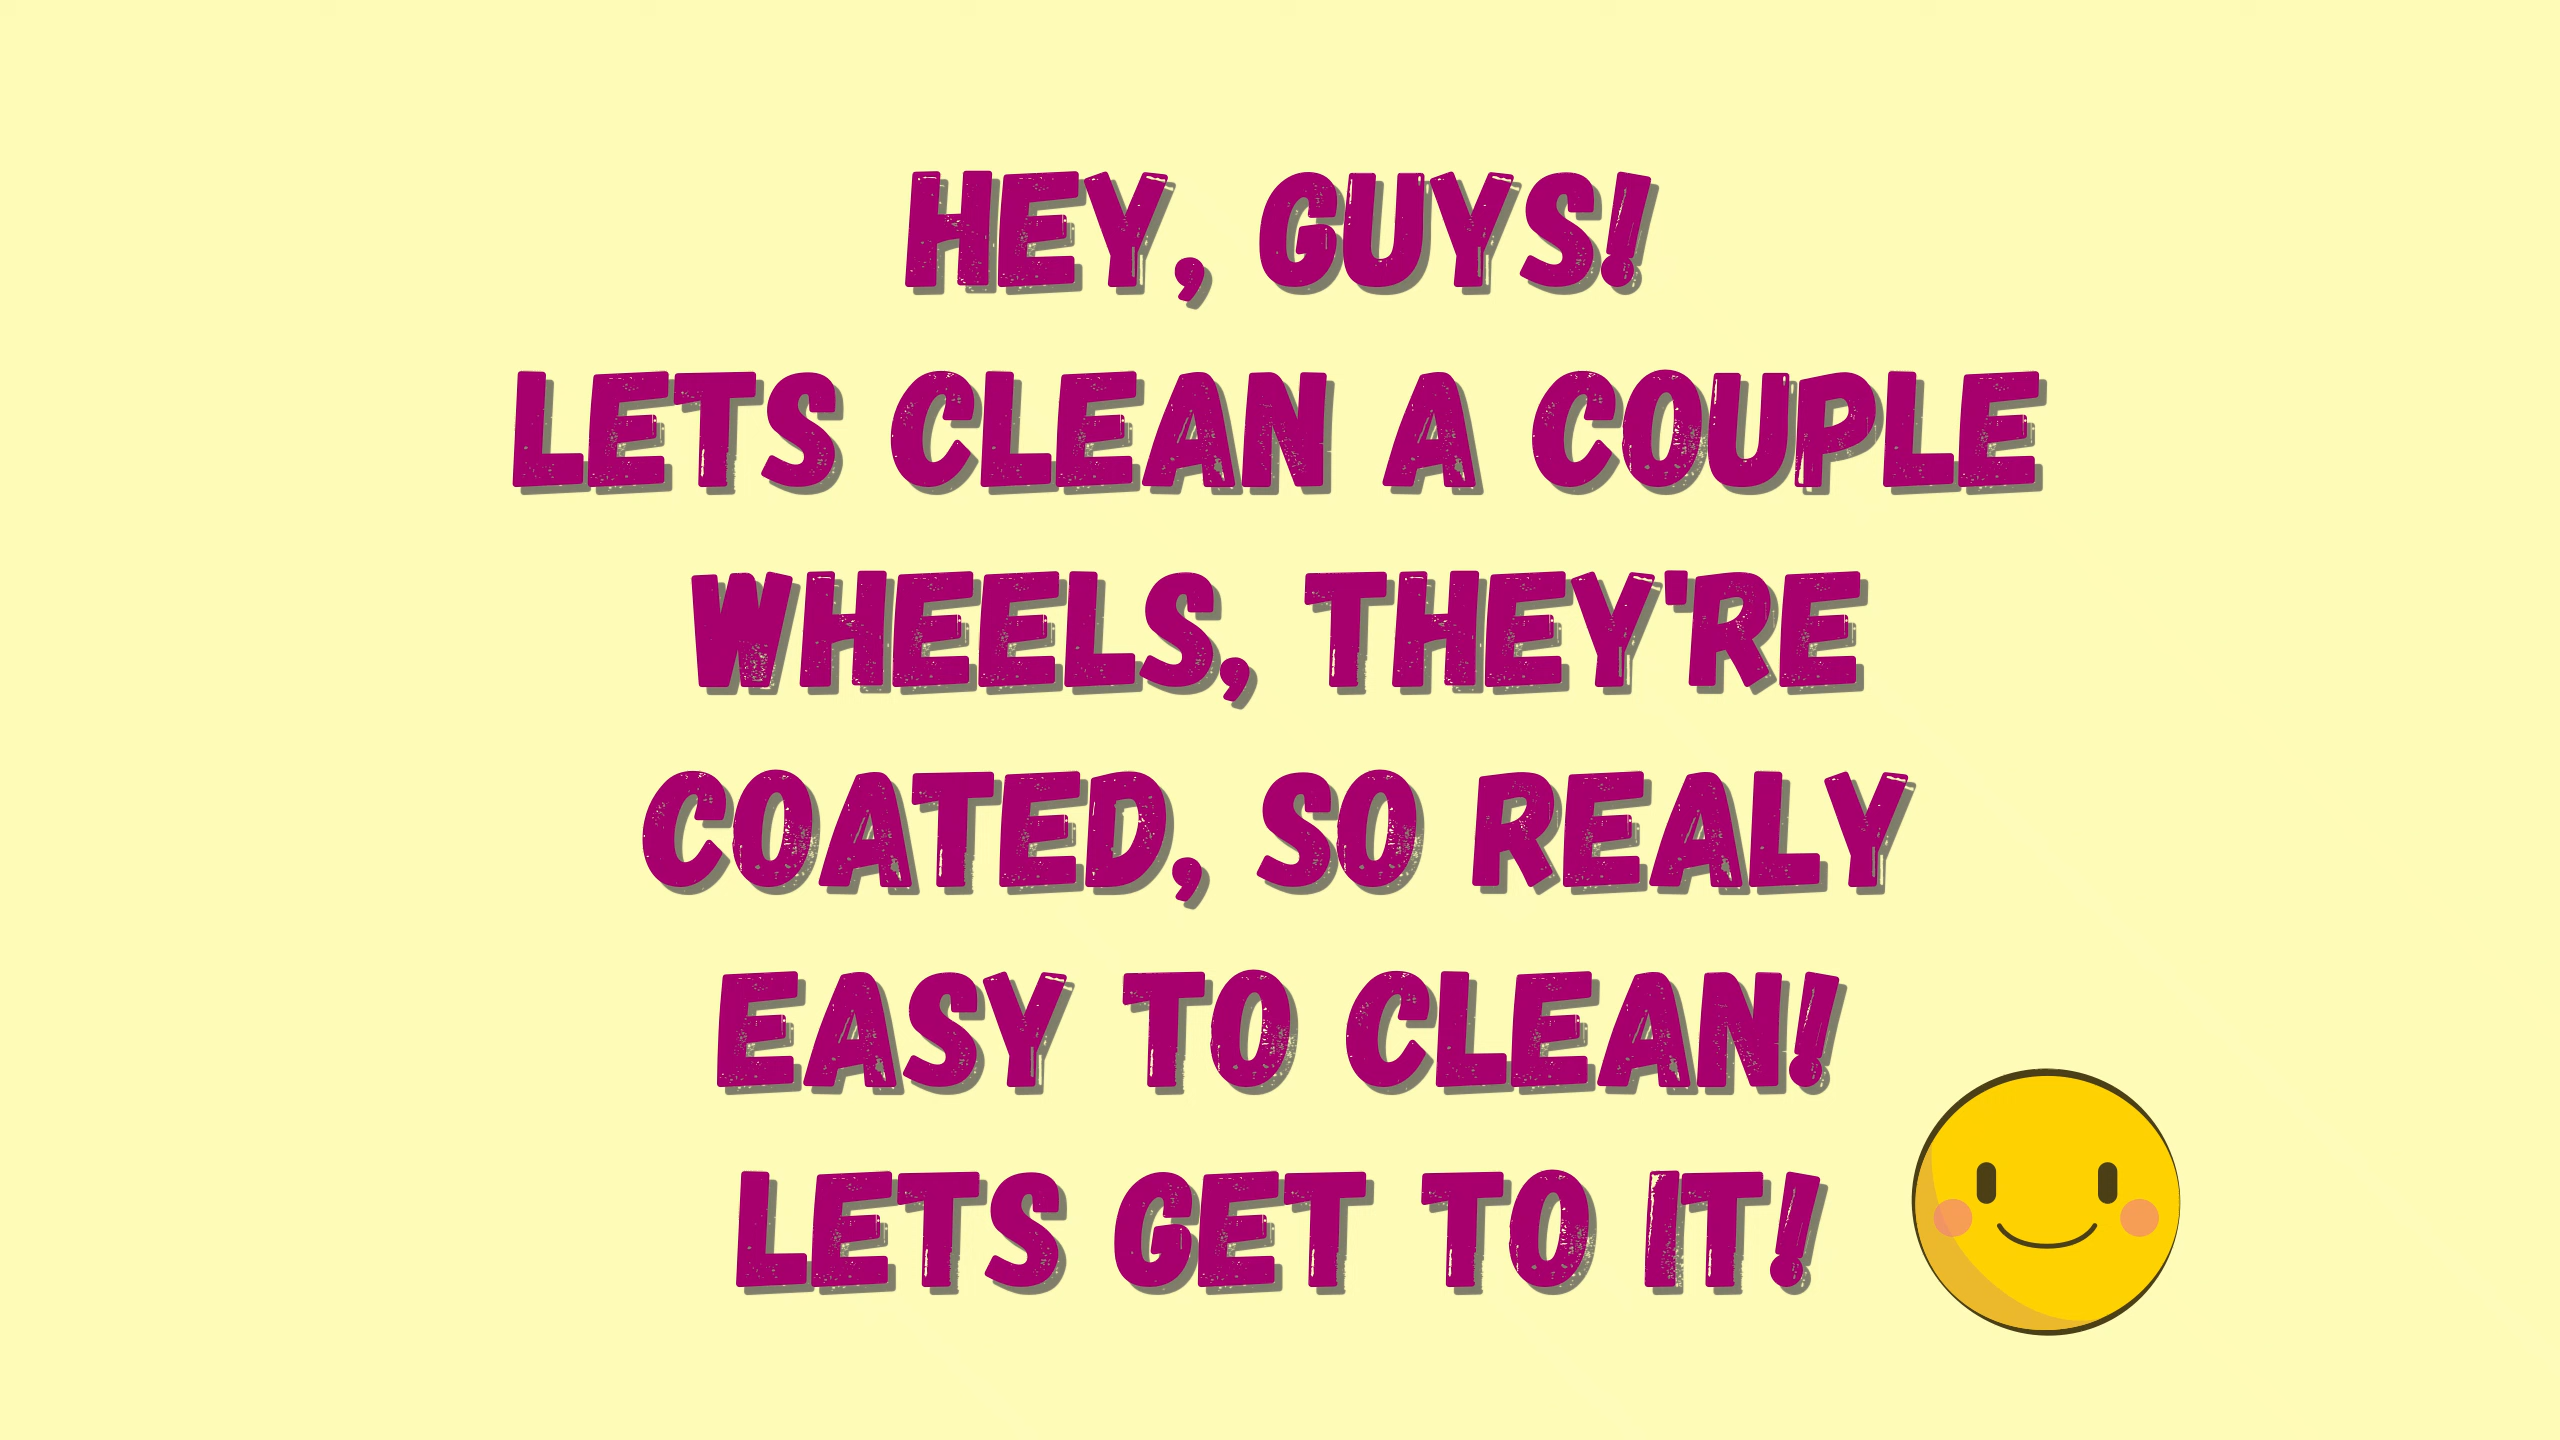 HEY, GUYS!
LETS CLEAN A COUPLE
WHEELS, THEY'RE
COATED, SO REALY
EASY TO CLEAN!
LETS GET TO IT!